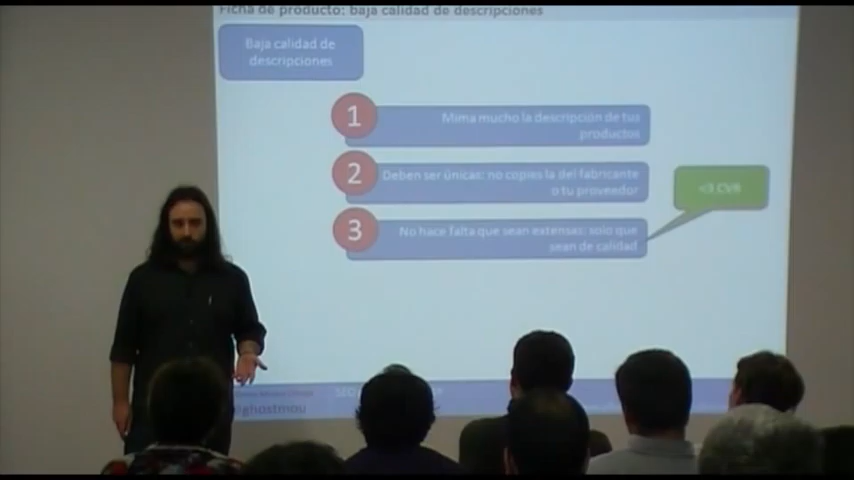 Ficha de producto: baja calidad de descripciones
Baja calidad de
descripciones
1
Mima mucho la descripción de tus
productos
2
Deben ser únicas: no copies la del fabricante
o tu proveedor
3
No hace falta que sean extensas: solo que
sean de calidad
<3 CVR
SEO
@ghostmou